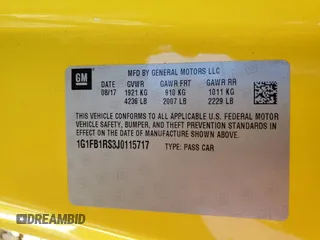 GM
MFD BY GENERAL MOTORS LLC
DATE GVWR GAWR FRT GAWR RR
08/17 1921 KG 910 KG 1011 KG
4236 LB 2007 LB 2229 LB
THIS VEHICLE CONFORMS TO ALL APPLICABLE U.S. FEDERAL MOTOR
VEHICLE SAFETY, BUMPER, AND THEFT PREVENTION STANDARDS
IN EFFECT ON THE DATE OF MANUFACTURE SHOWN ABOVE.
1G1FB1RS3J0115717 TYPE: PASS CAR
DREAMBID